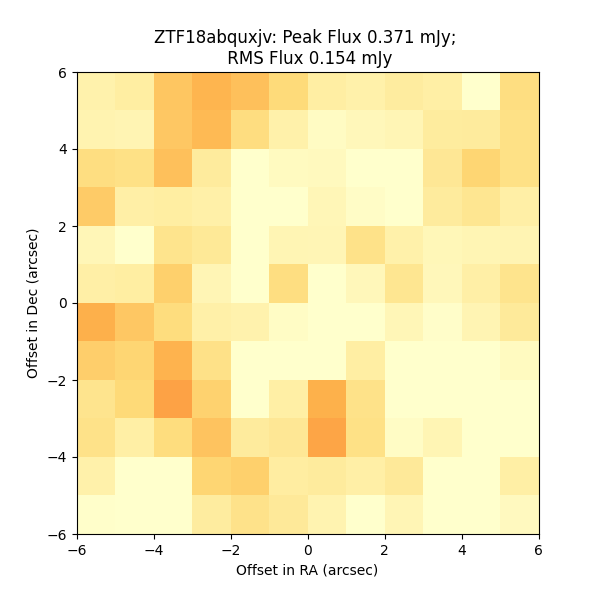 ZTF18abquxjv: Peak Flux 0.371 mJy;
RMS Flux 0.154 mJy
6
4
2
0
−2
−4
−6
Offset in Dec (arcsec)
−6 −4 −2 0 2 4 6
Offset in RA (arcsec)